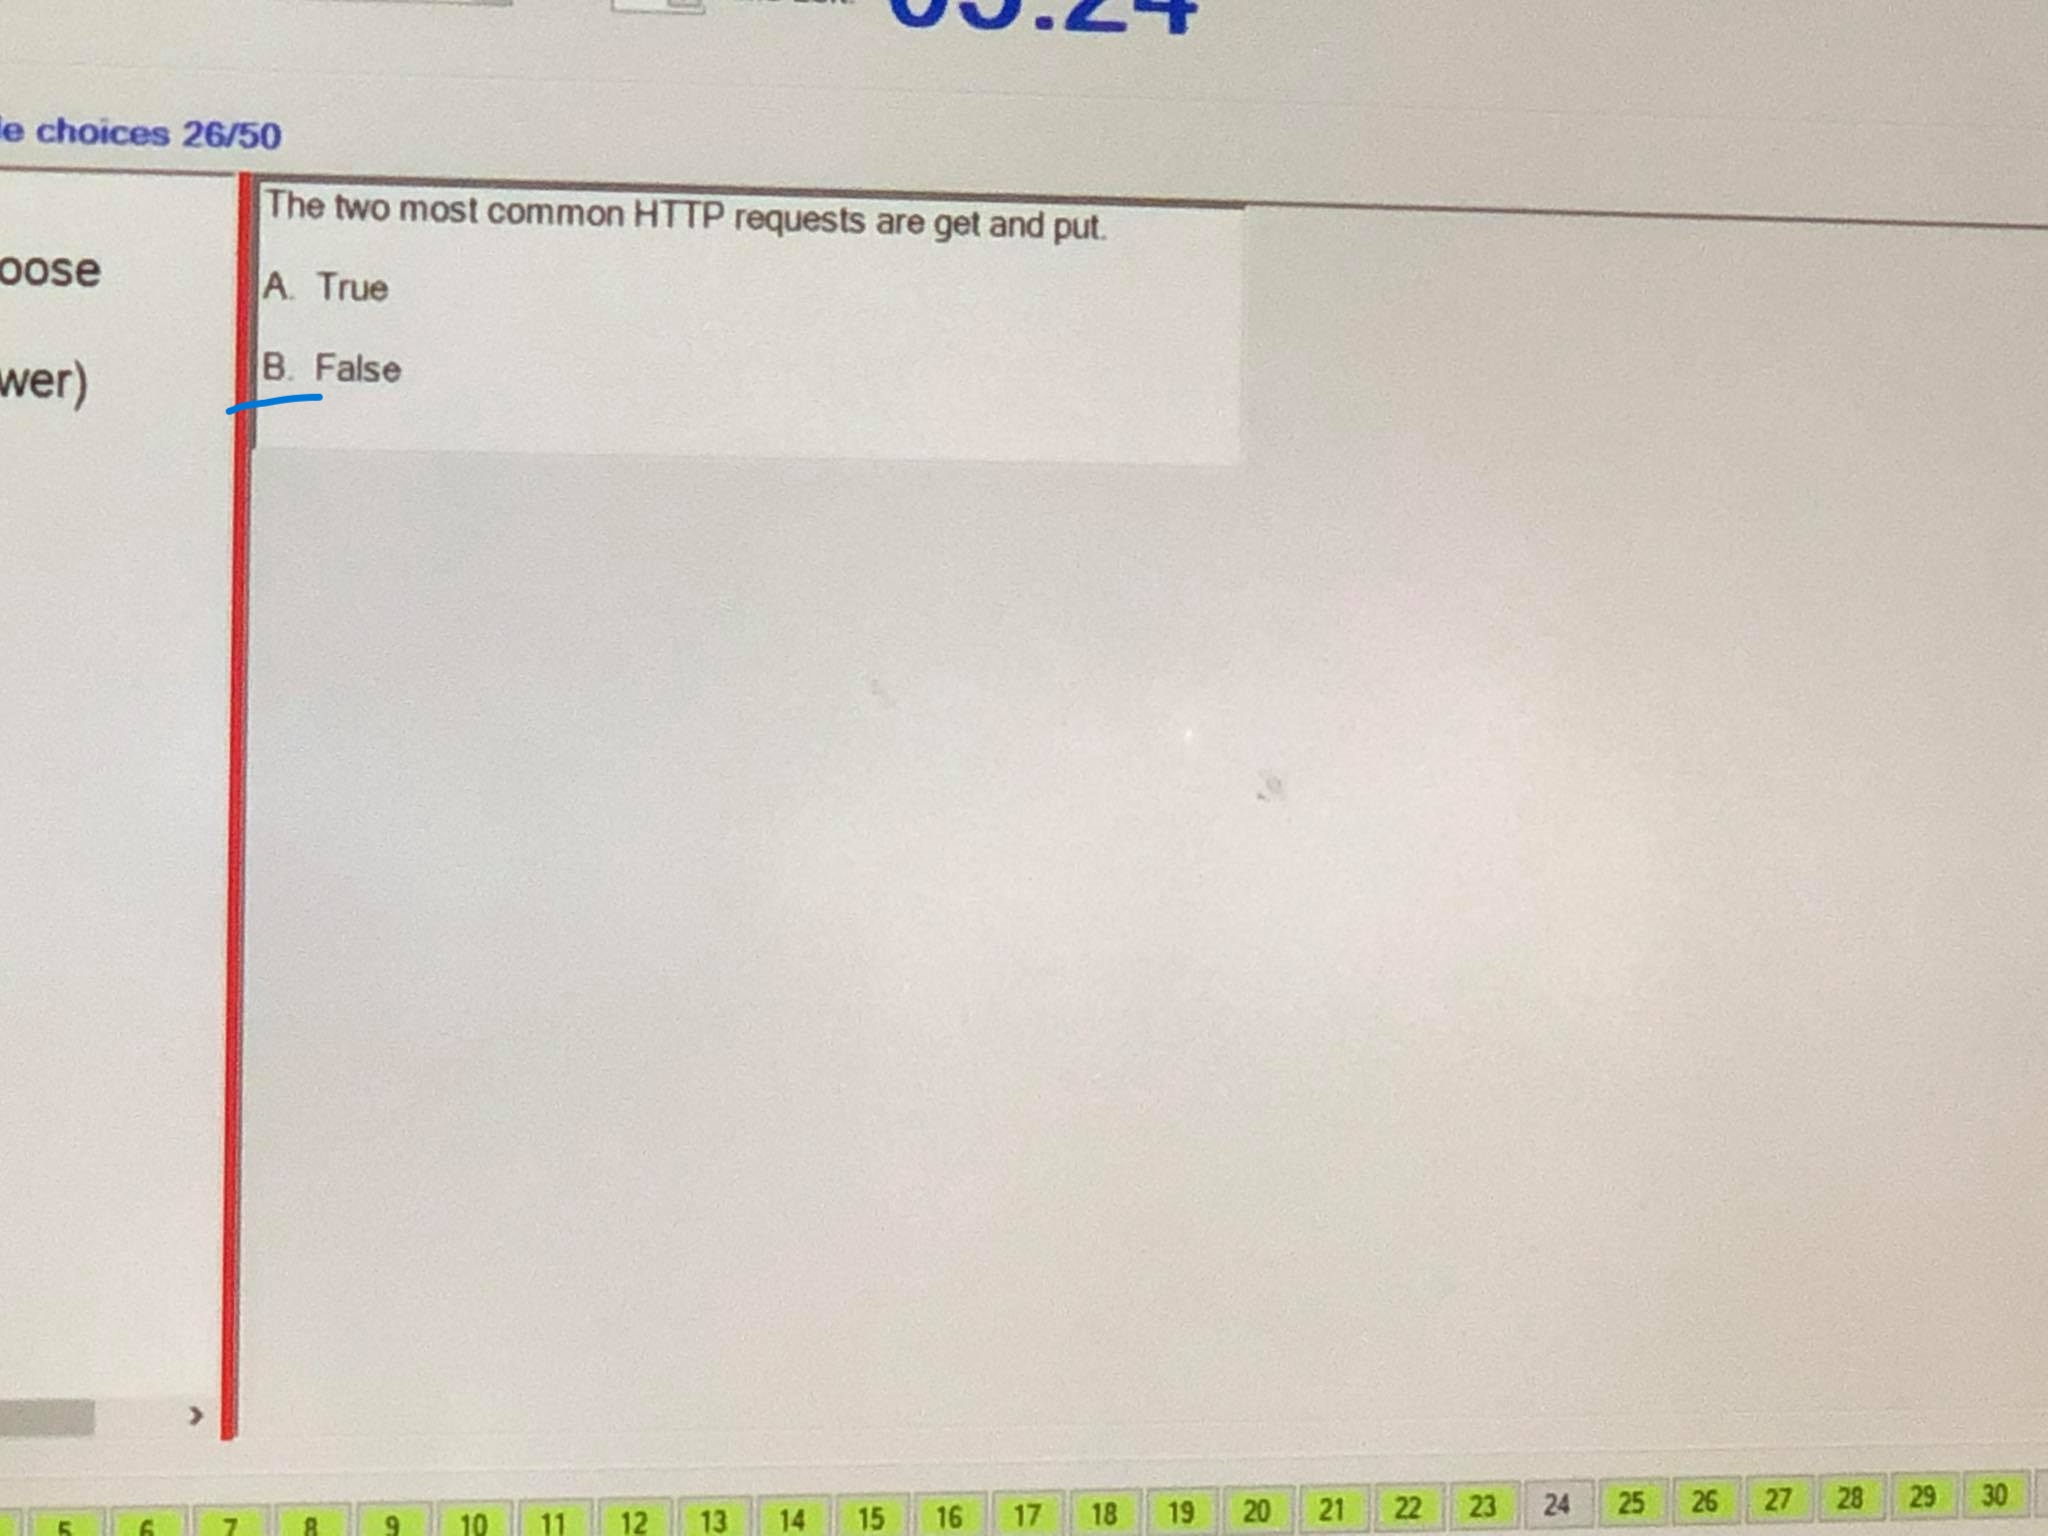 05:24
choices 26/50
The two most common HTTP requests are get and put.
A. True
B. False
5 6 7 8 9 10 11 12 13 14 15 16 17 18 19 20 21 22 23 24 25 26 27 28 29 30